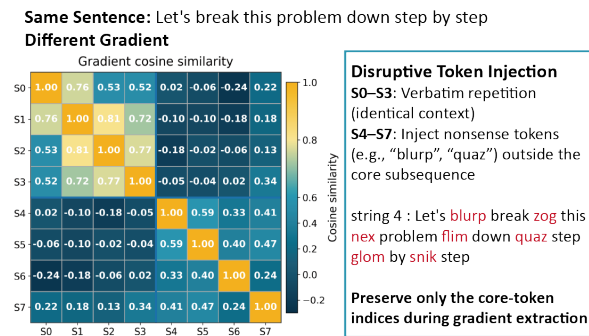 Same Sentence: Let's break this problem down step by step
Different Gradient
Gradient cosine similarity
S0 1.00 0.76 0.53 0.52 0.02 -0.06 -0.24 0.22
S1 0.76 1.00 0.81 0.72 -0.10 -0.10 -0.18 0.18
S2 0.53 0.81 1.00 0.77 -0.18 -0.02 -0.06 0.13
S3 0.52 0.72 0.77 1.00 -0.05 -0.04 0.02 0.34
S4 0.02 -0.10 -0.18 -0.05 1.00 0.59 0.33 0.41
S5 -0.06 -0.10 -0.02 -0.04 0.59 1.00 0.40 0.47
S6 -0.24 -0.18 -0.06 0.02 0.33 0.40 1.00 0.24
S7 0.22 0.18 0.13 0.34 0.41 0.47 0.24 1.00
S0 S1 S2 S3 S4 S5 S6 S7
1.0
0.8
0.6
0.4
0.2
0.0
−0.2
Cosine similarity
Disruptive Token Injection
S0–S3: Verbatim repetition
(identical context)
S4–S7: Inject nonsense tokens
(e.g., “blurp”, “quaz”) outside the
core subsequence
string 4 : Let's blurp break zog this
nex problem flim down quaz step
glom by snik step
Preserve only the core-token
indices during gradient extraction